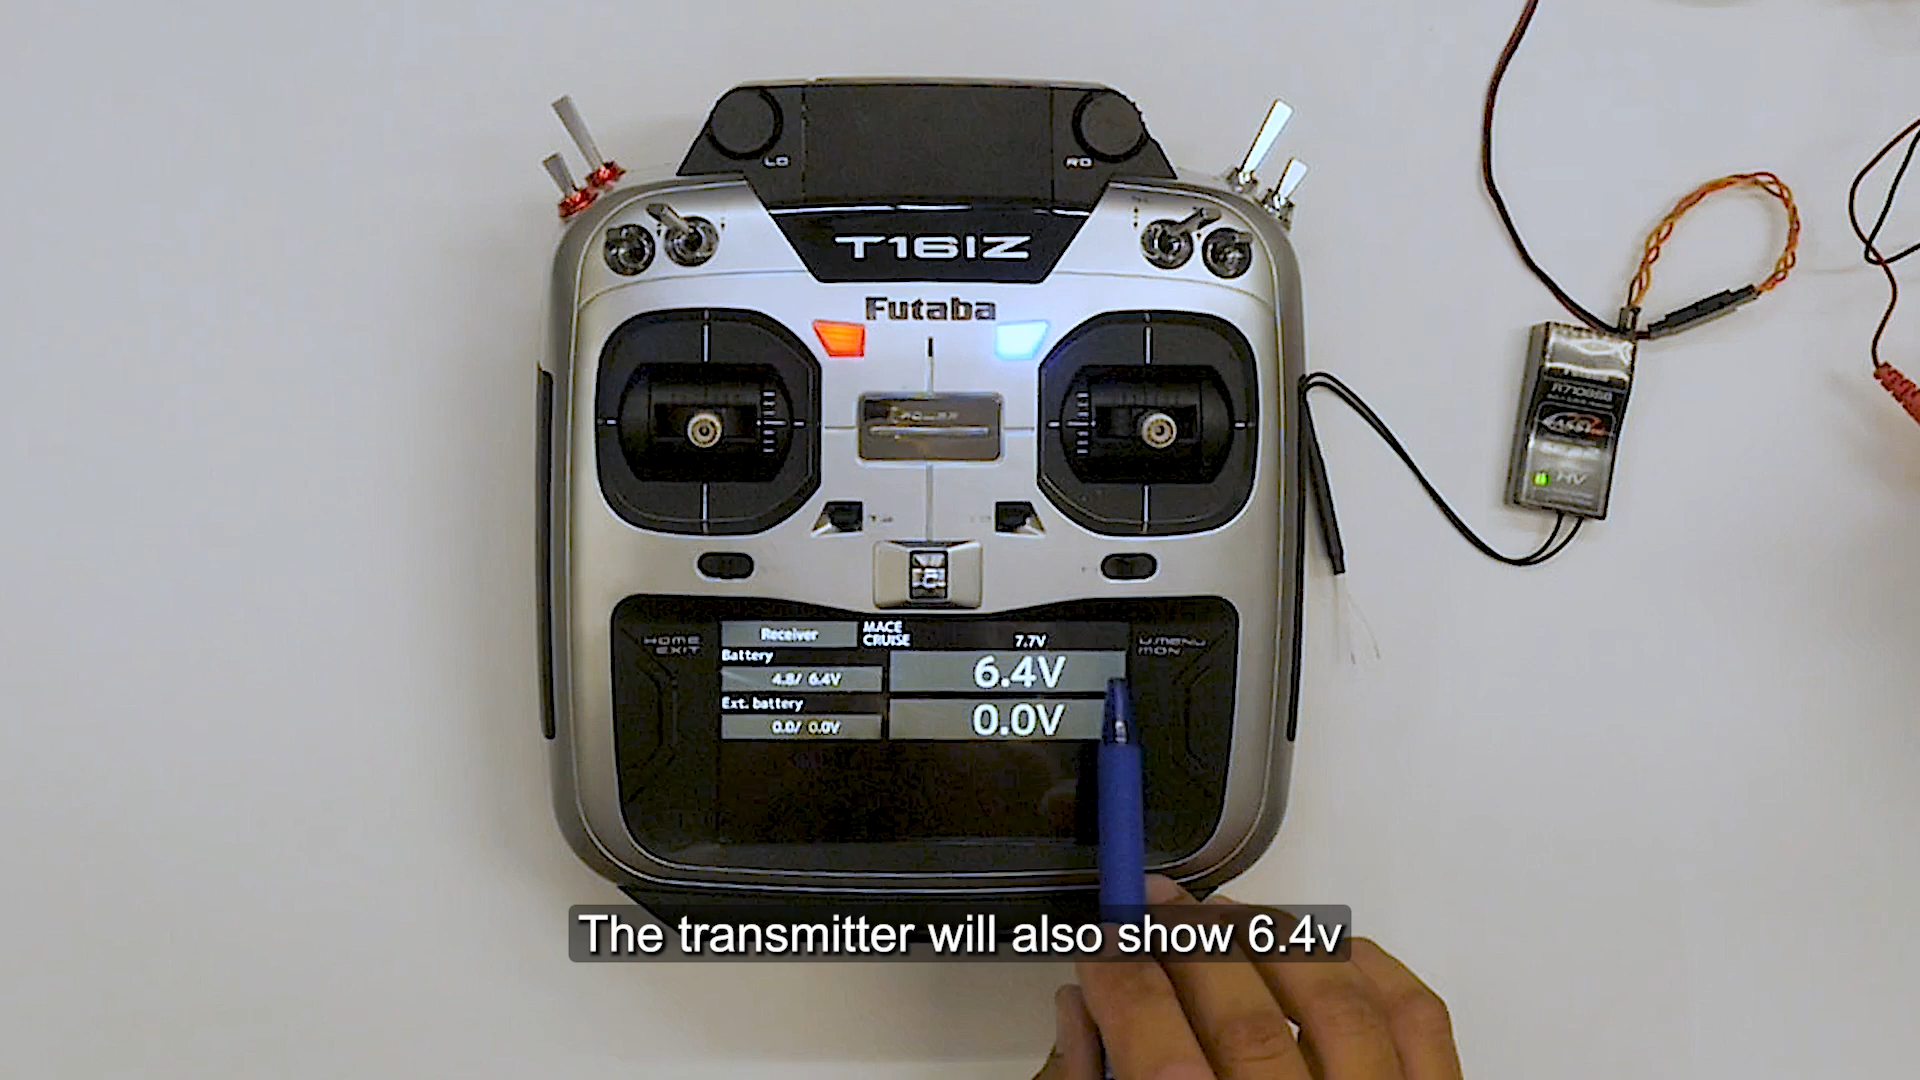 LD
RD
T16IZ
Futaba
R7108SB
HV
HOME
EXIT
U.MENU
MON
Receiver
MACE
CRUISE
7.7V
Battery
4.8/ 6.4V
6.4V
Ext. battery
0.0/ 0.0V
0.0V
The transmitter will also show 6.4v